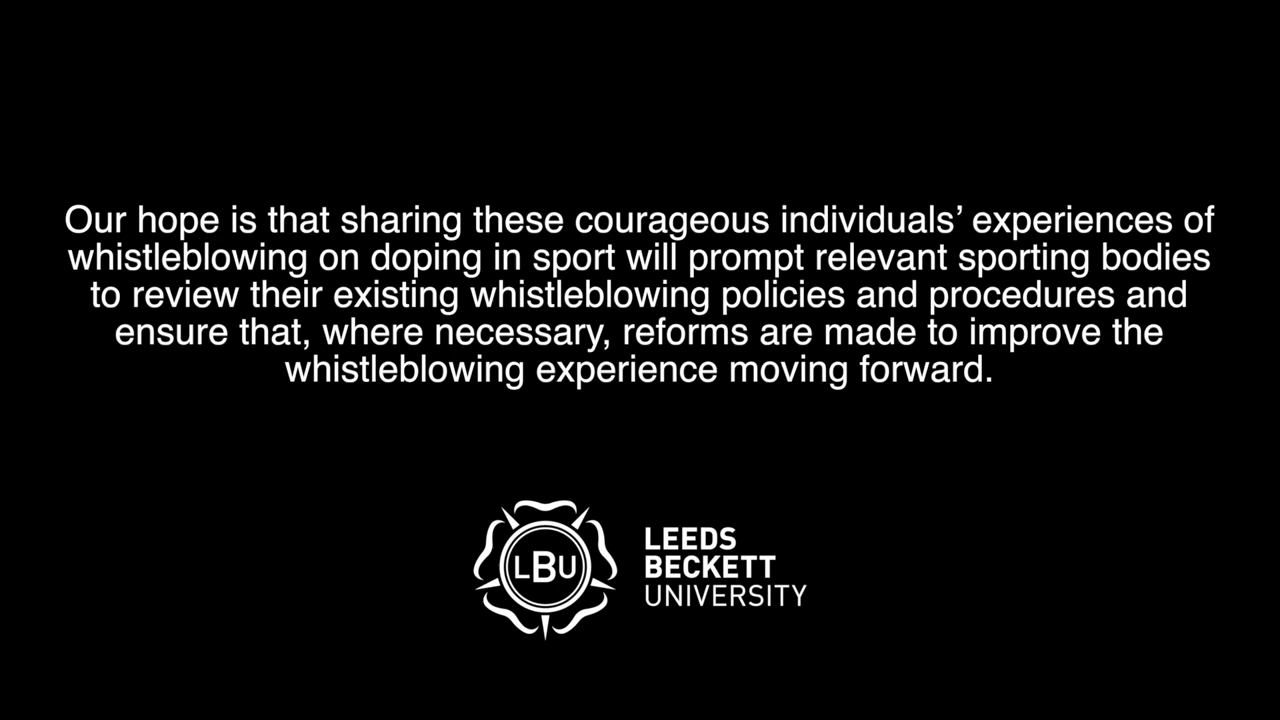 Our hope is that sharing these courageous individuals’ experiences of
whistleblowing on doping in sport will prompt relevant sporting bodies
to review their existing whistleblowing policies and procedures and
ensure that, where necessary, reforms are made to improve the
whistleblowing experience moving forward.
LBU
LEEDS
BECKETT
UNIVERSITY